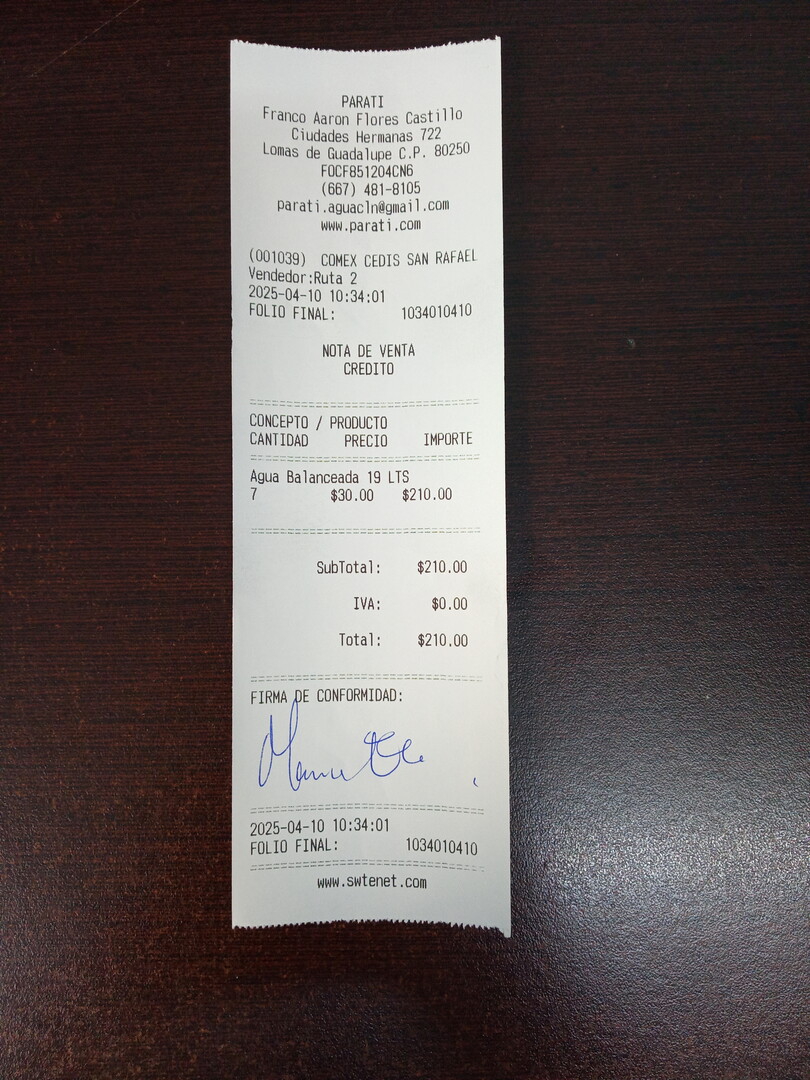 PARATI
Franco Aaron Flores Castillo
Ciudades Hermanas 722
Lomas de Guadalupe C.P. 80250
FOCF851204CN6
(667) 481-8105
parati.aguacln@gmail.com
www.parati.com
(001039) COMEX CEDIS SAN RAFAEL
Vendedor:Ruta 2
2025-04-10 10:34:01
FOLIO FINAL: 1034010410
NOTA DE VENTA
CREDITO
CONCEPTO / PRODUCTO
CANTIDAD PRECIO IMPORTE
Agua Balanceada 19 LTS
7 $30.00 $210.00
SubTotal: $210.00
IVA: $0.00
Total: $210.00
FIRMA DE CONFORMIDAD:
2025-04-10 10:34:01
FOLIO FINAL: 1034010410
www.swtenet.com